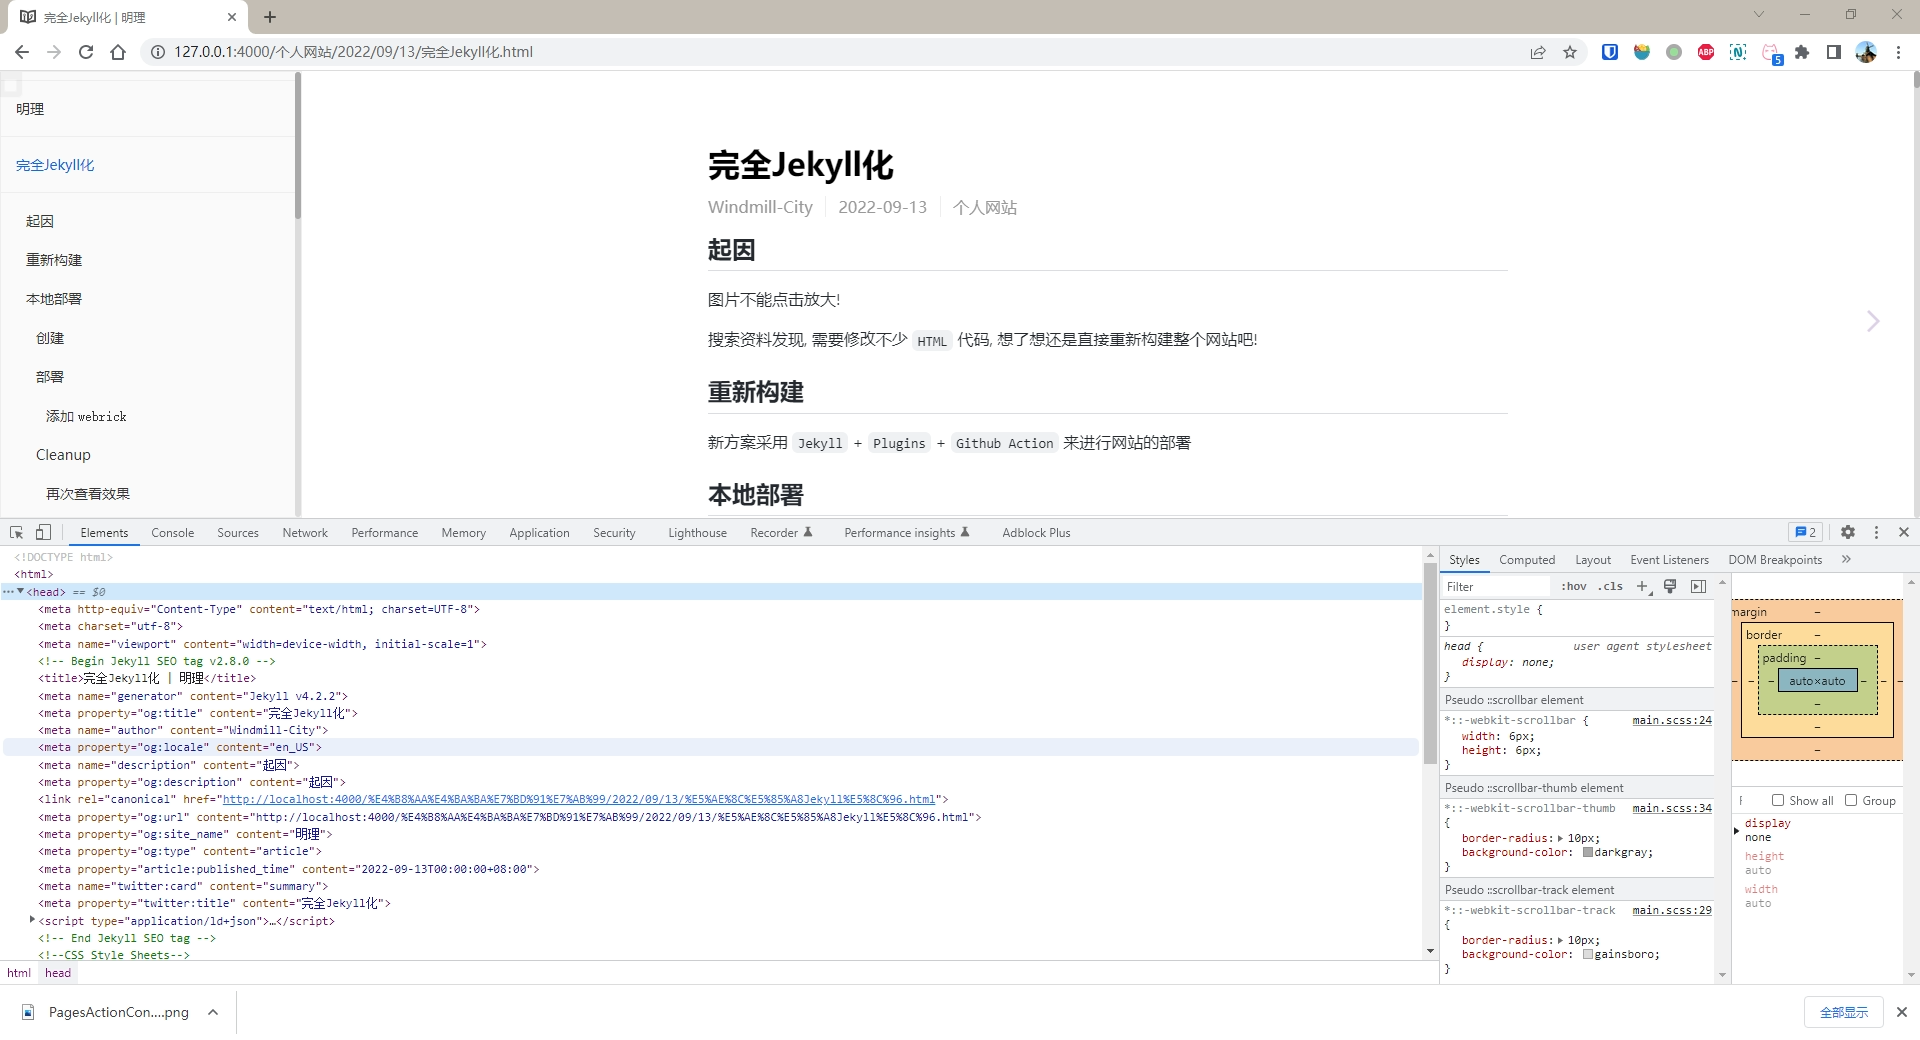 完全Jekyll化 | 明理
127.0.0.1:4000/个人网站/2022/09/13/完全Jekyll化.html
ABP
N
5
明理
完全Jekyll化
起因
重新构建
本地部署
创建
部署
添加 webrick
Cleanup
再次查看效果
完全Jekyll化
Windmill-City 2022-09-13 个人网站
起因
图片不能点击放大!
搜索资料发现, 需要修改不少 HTML 代码, 想了想还是直接重新构建整个网站吧!
重新构建
新方案采用 Jekyll + Plugins + Github Action 来进行网站的部署
本地部署
Elements Console Sources Network Performance Memory Application Security Lighthouse Recorder Performance insights Adblock Plus 2
<!DOCTYPE html>
<html>
<head> == $0
<meta http-equiv="Content-Type" content="text/html; charset=UTF-8">
<meta charset="utf-8">
<meta name="viewport" content="width=device-width, initial-scale=1">
<!-- Begin Jekyll SEO tag v2.8.0 -->
<title>完全Jekyll化 | 明理</title>
<meta name="generator" content="Jekyll v4.2.2">
<meta property="og:title" content="完全Jekyll化">
<meta name="author" content="Windmill-City">
<meta property="og:locale" content="en_US">
<meta name="description" content="起因">
<meta property="og:description" content="起因">
<link rel="canonical" href="http://localhost:4000/%E4%B8%AA%E4%BA%BA%E7%BD%91%E7%AB%99/2022/09/13/%E5%AE%8C%E5%85%A8Jekyll%E5%8C%96.html">
<meta property="og:url" content="http://localhost:4000/%E4%B8%AA%E4%BA%BA%E7%BD%91%E7%AB%99/2022/09/13/%E5%AE%8C%E5%85%A8Jekyll%E5%8C%96.html">
<meta property="og:site_name" content="明理">
<meta property="og:type" content="article">
<meta property="article:published_time" content="2022-09-13T00:00:00+08:00">
<meta name="twitter:card" content="summary">
<meta property="twitter:title" content="完全Jekyll化">
<script type="application/ld+json">…</script>
<!-- End Jekyll SEO tag -->
<!--CSS Style Sheets-->
html head
Styles Computed Layout Event Listeners DOM Breakpoints
Filter :hov .cls
element.style {
}
head { user agent stylesheet
display: none;
}
Pseudo ::scrollbar element
*::-webkit-scrollbar { main.scss:24
width: 6px;
height: 6px;
}
Pseudo ::scrollbar-thumb element
*::-webkit-scrollbar-thumb main.scss:34
{
border-radius: 10px;
background-color: darkgray;
}
Pseudo ::scrollbar-track element
*::-webkit-scrollbar-track main.scss:29
{
border-radius: 10px;
background-color: gainsboro;
}
margin –
border –
padding –
– – – auto×auto – – –
–
–
–
Show all Group
display
none
height
auto
width
auto
PagesActionCon....png
全部显示